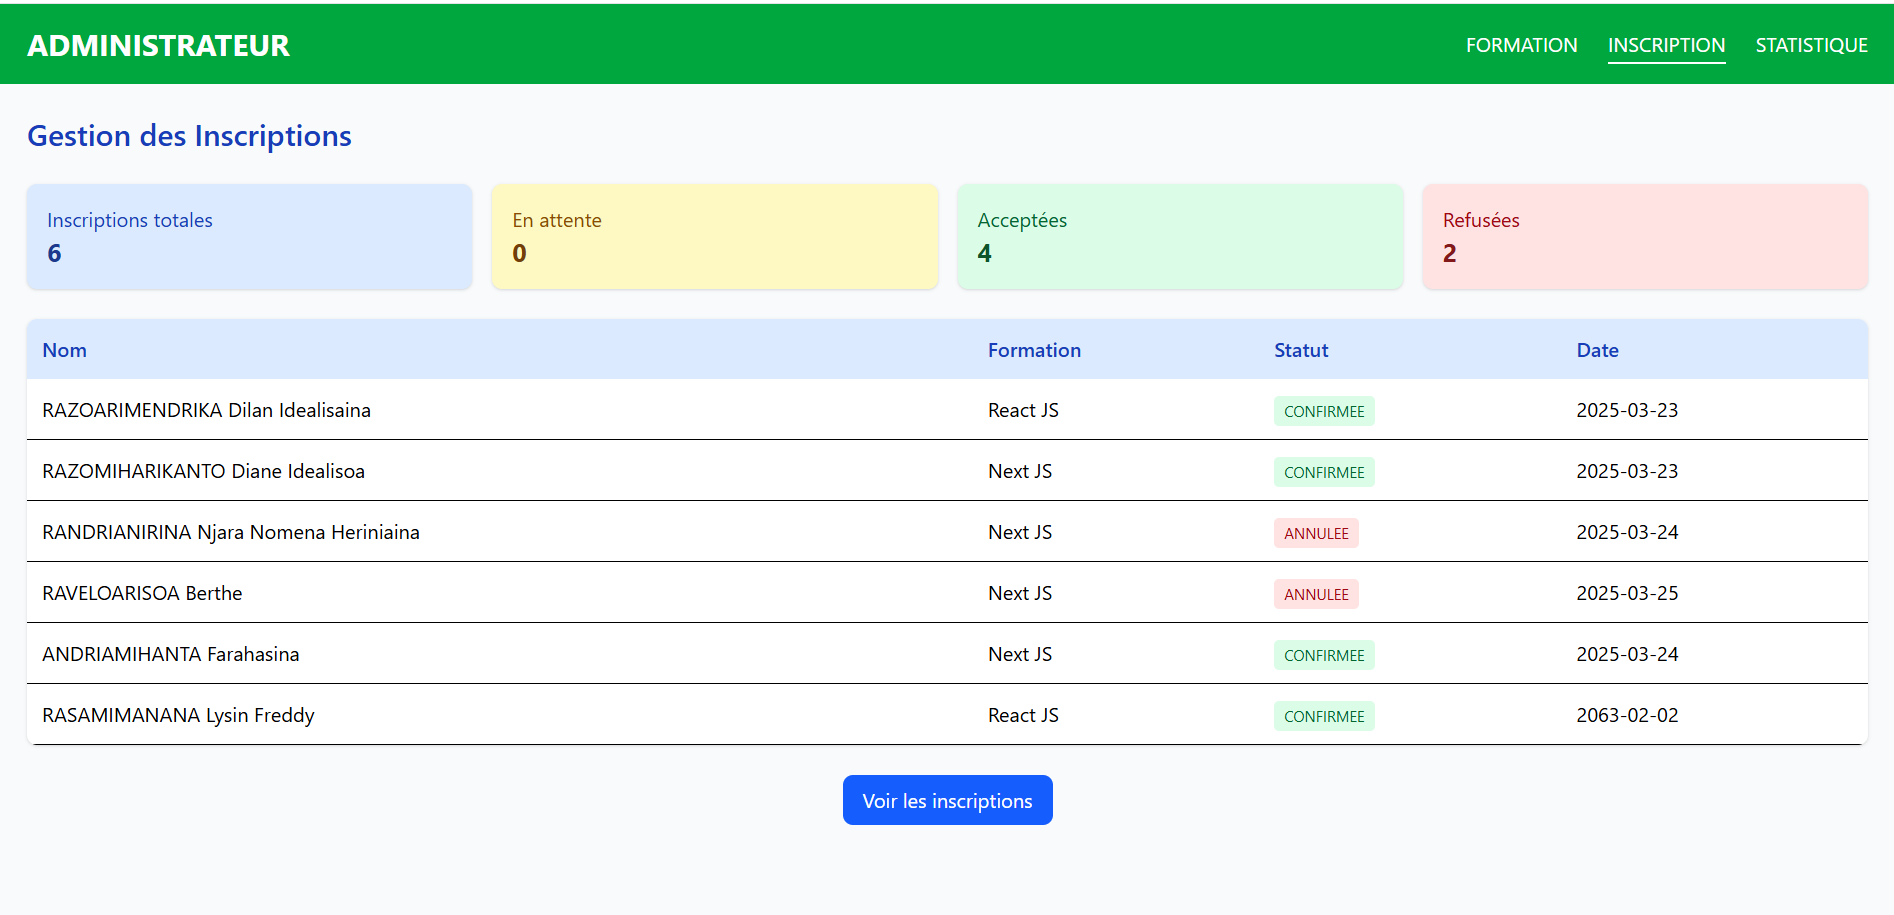 ADMINISTRATEUR FORMATION INSCRIPTION STATISTIQUE
Gestion des Inscriptions
Inscriptions totales En attente Acceptées Refusées
6 0 4 2
Nom Formation Statut Date
RAZOARIMENDRIKA Dilan Idealisaina React JS CONFIRMEE 2025-03-23
RAZOMIHARIKANTO Diane Idealisoa Next JS CONFIRMEE 2025-03-23
RANDRIANIRINA Njara Nomena Heriniaina Next JS ANNULEE 2025-03-24
RAVELOARISOA Berthe Next JS ANNULEE 2025-03-25
ANDRIAMIHANTA Farahasina Next JS CONFIRMEE 2025-03-24
RASAMIMANANA Lysin Freddy React JS CONFIRMEE 2063-02-02
Voir les inscriptions